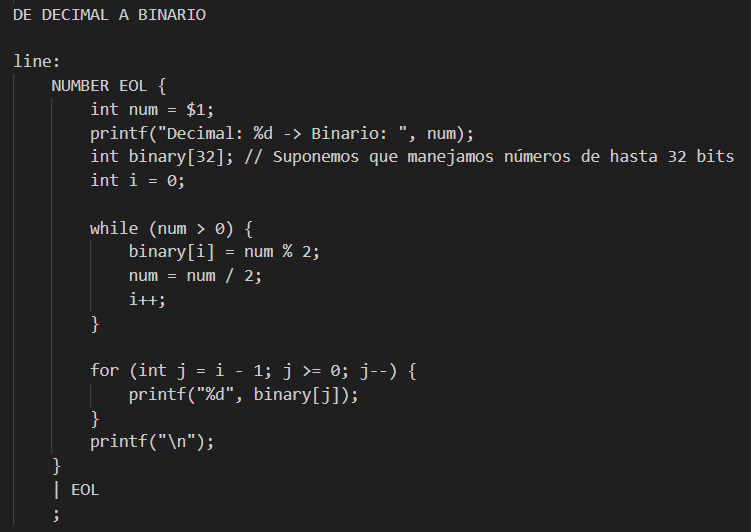 DE DECIMAL A BINARIO

line:
    NUMBER EOL {
        int num = $1;
        printf("Decimal: %d -> Binario: ", num);
        int binary[32]; // Suponemos que manejamos números de hasta 32 bits
        int i = 0;

        while (num > 0) {
            binary[i] = num % 2;
            num = num / 2;
            i++;
        }

        for (int j = i - 1; j >= 0; j--) {
            printf("%d", binary[j]);
        }
        printf("\n");
    }
    | EOL
    ;